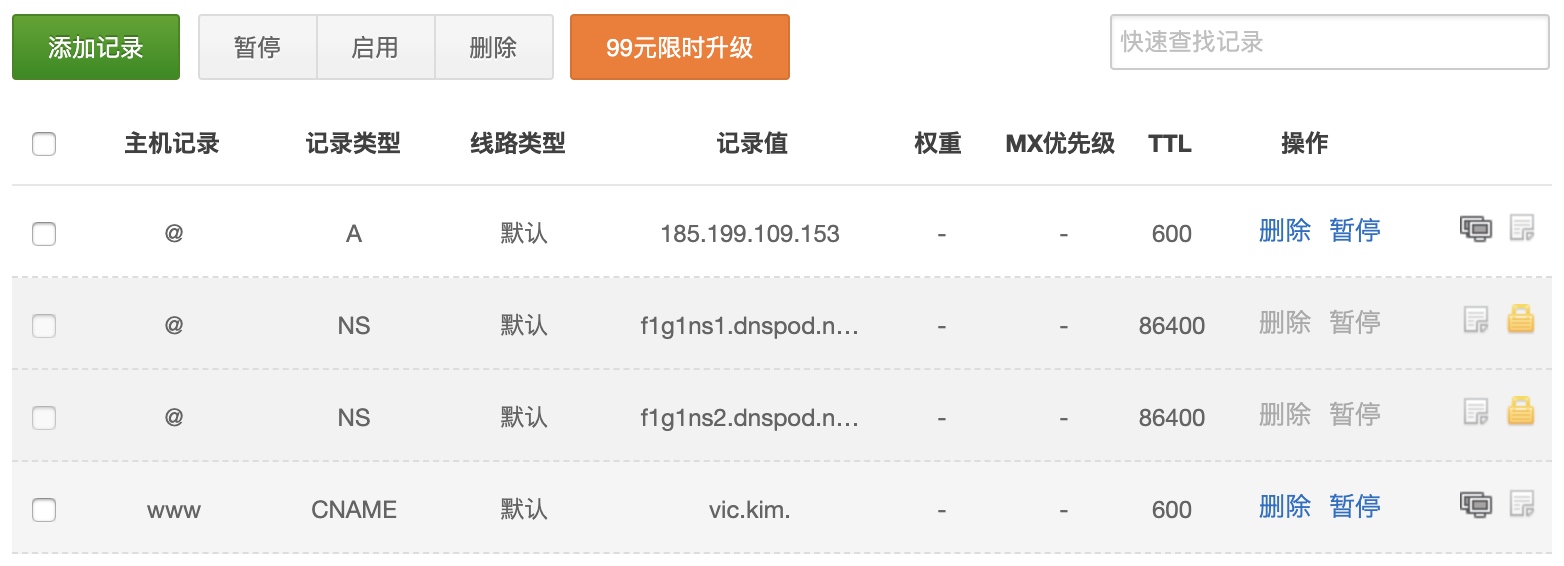 添加记录 暂停 启用 删除 99元限时升级 快速查找记录
主机记录 记录类型 线路类型 记录值 权重 MX优先级 TTL 操作
@ A 默认 185.199.109.153 - - 600 删除 暂停
@ NS 默认 f1g1ns1.dnspod.n... - - 86400 删除 暂停
@ NS 默认 f1g1ns2.dnspod.n... - - 86400 删除 暂停
www CNAME 默认 vic.kim. - - 600 删除 暂停